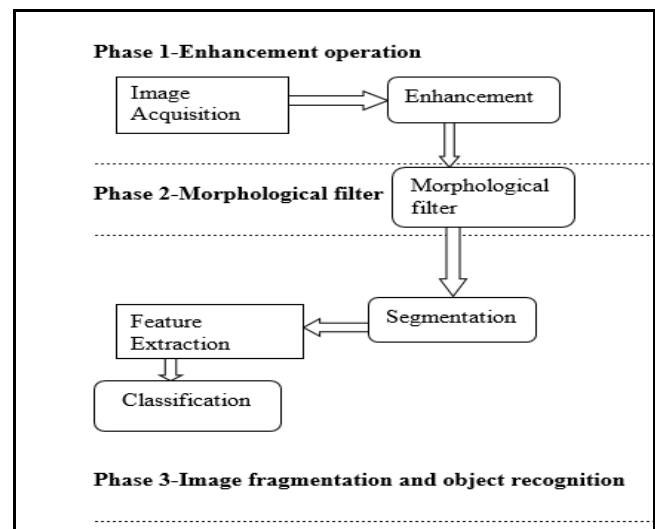 Phase 1-Enhancement operation
Image
Acquisition
Enhancement
Phase 2-Morphological filter
Morphological
filter
Segmentation
Feature
Extraction
Classification
Phase 3-Image fragmentation and object recognition